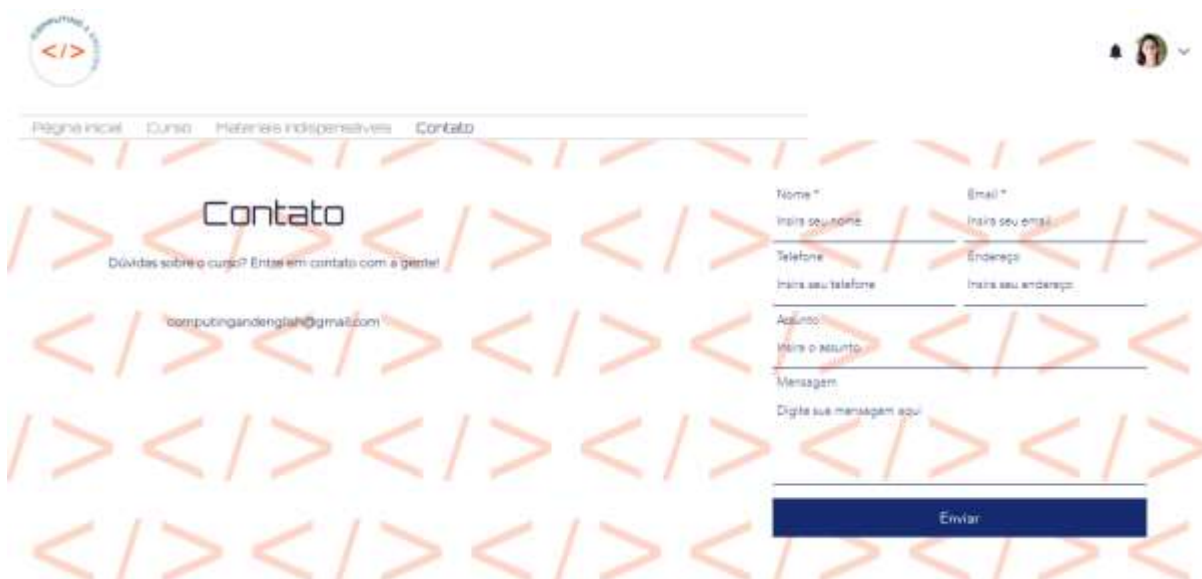 </>
Página inicial Curso Materiais indispensáveis Contato
Contato
Dúvidas sobre o curso? Entre em contato com a gente!
computingandenglish@gmail.com
Nome * Email *
Insira seu nome Insira seu email
Telefone Endereço
Insira seu telefone Insira seu endereço
Assunto
Insira o assunto
Mensagem
Digite sua mensagem aqui
Enviar